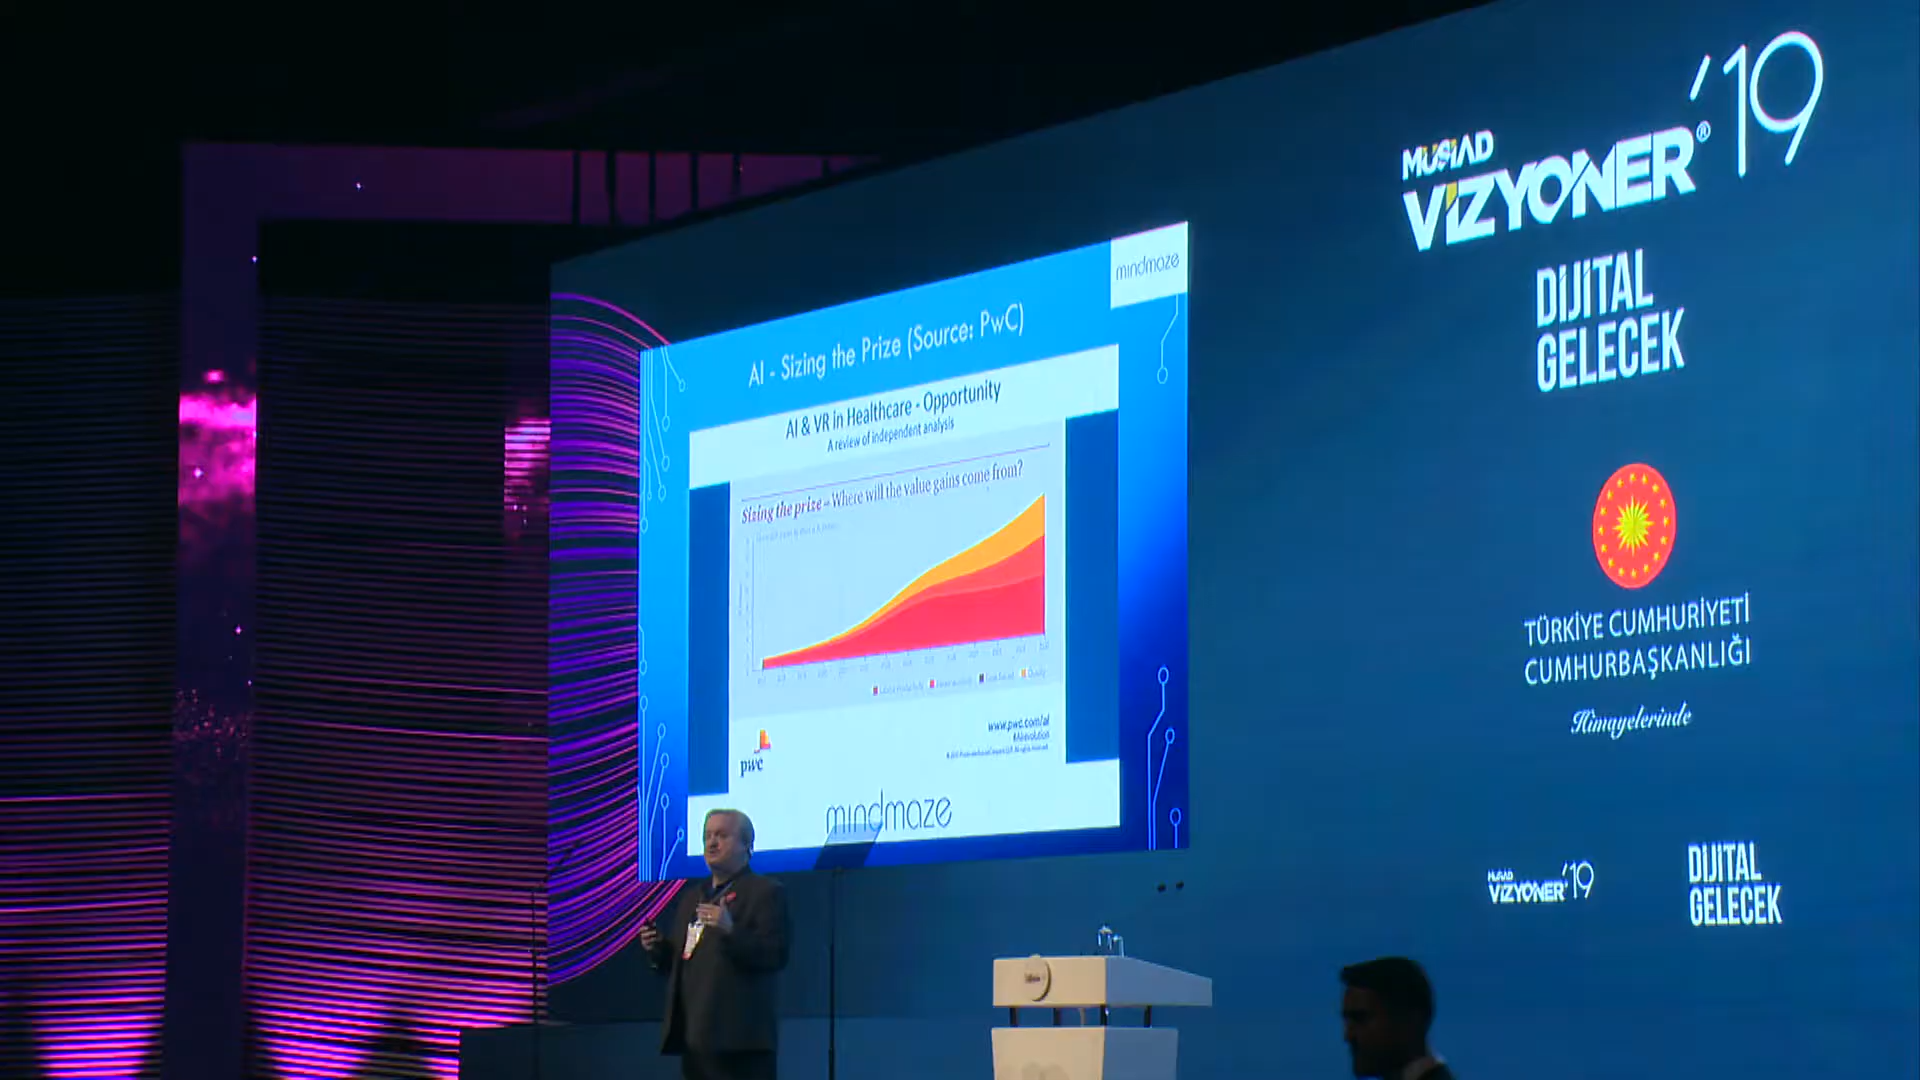 mindmaze
AI - Sizing the Prize (Source: PwC)
AI & VR in Healthcare - Opportunity
A review of independent analysis
Sizing the prize – Where will the value gains come from?
www.pwc.com/ai
pwc
mindmaze
MÜSİAD
VİZYONER® '19
DİJİTAL
GELECEK
TÜRKİYE CUMHURİYETİ
CUMHURBAŞKANLIĞI
Himayelerinde
MÜSİAD
VİZYONER '19
DİJİTAL
GELECEK